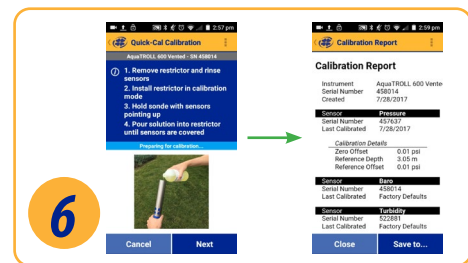 2:57 pm
Quick-Cal Calibration
AquaTROLL 600 Vented - SN 458014
1. Remove restrictor and rinse
sensors
2. Install restrictor in calibration
mode
3. Hold sonde with sensors
pointing up
4. Pour solution into restrictor
until sensors are covered
Preparing for calibration...
Cancel
Next
6
2:59 pm
Calibration Report
Calibration Report
Instrument AquaTROLL 600 Vente
Serial Number 458014
Created 7/28/2017
Sensor Pressure
Serial Number 457637
Last Calibrated 7/28/2017
Calibration Details
Zero Offset 0.01 psi
Reference Depth 3.05 m
Reference Offset 0.01 psi
Sensor Baro
Serial Number 458014
Last Calibrated Factory Defaults
Sensor Turbidity
Serial Number 522881
Last Calibrated Factory Defaults
Close
Save to...